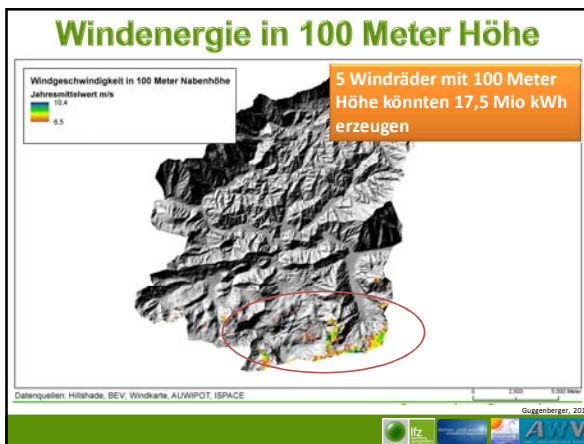 Windenergie in 100 Meter Höhe
Windgeschwindigkeit in 100 Meter Nabenhöhe
Jahresmittelwert m/s
10,4
6,5
5 Windräder mit 100 Meter
Höhe könnten 17,5 Mio kWh
erzeugen
Datenquellen: Hillshade, BEV; Windkarte, AUWIPOT, ISPACE
0 2.500 5.000 Meter
Guggenberger, 201
lfz
AWV